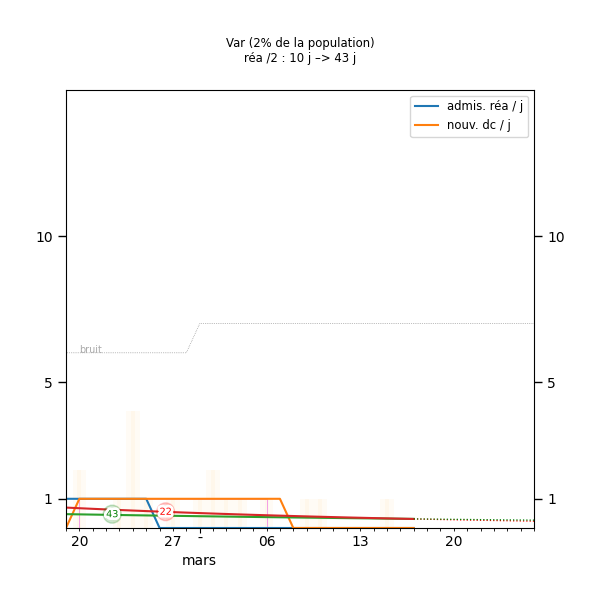 Var (2% de la population)
réa /2 : 10 j –> 43 j
admis. réa / j
nouv. dc / j
10
10
bruit
5
5
1
1
43
22
20
27
-
06
13
20
mars